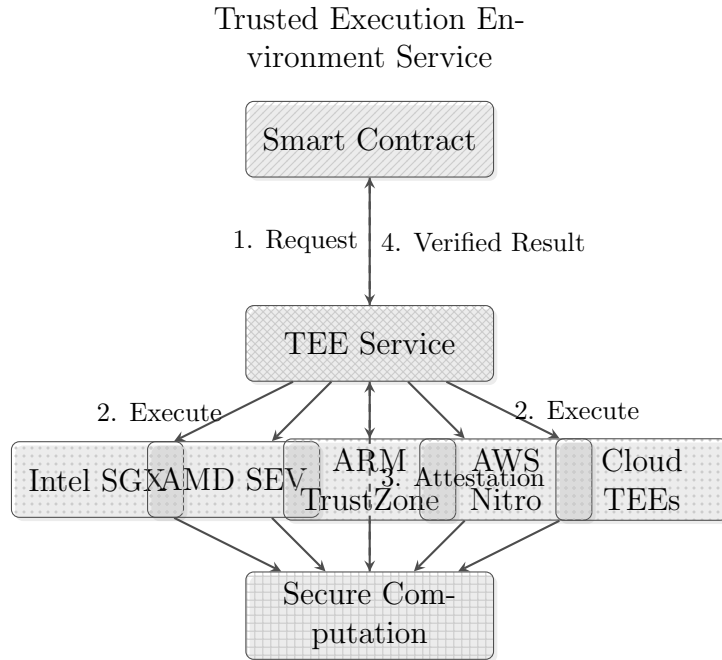 Trusted Execution En-
vironment Service
Smart Contract
1. Request
4. Verified Result
TEE Service
2. Execute
2. Execute
Intel SGX
AMD SEV
ARM
TrustZone
3. Attestation
AWS
Nitro
Cloud
TEEs
Secure Com-
putation